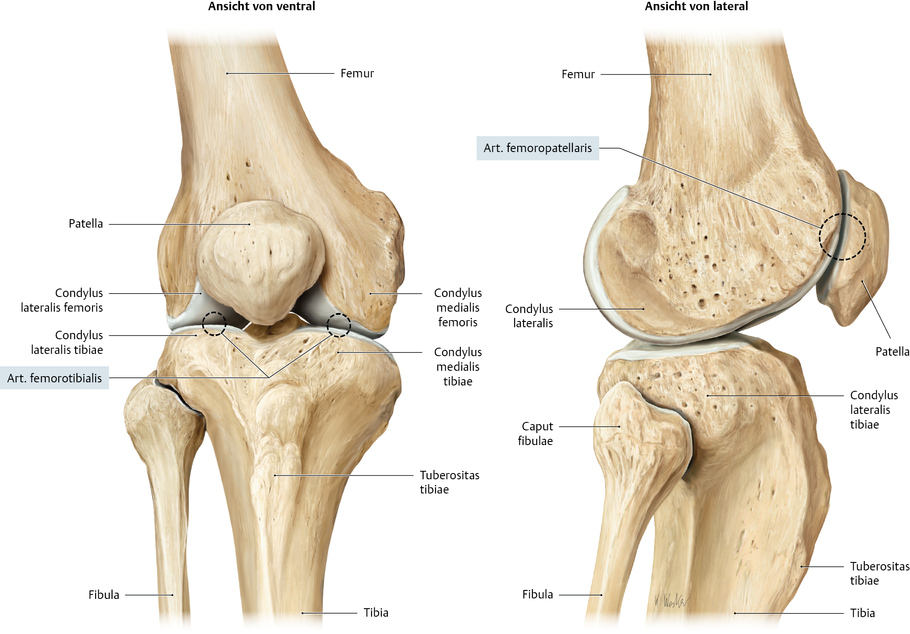 Ansicht von ventral
Femur
Patella
Condylus
lateralis femoris
Condylus
lateralis tibiae
Art. femorotibialis
Condylus
medialis
femoris
Condylus
medialis
tibiae
Tuberositas
tibiae
Fibula
Tibia
Ansicht von lateral
Femur
Art. femoropatellaris
Condylus
lateralis
Patella
Caput
fibulae
Condylus
lateralis
tibiae
Tuberositas
tibiae
Fibula
Tibia